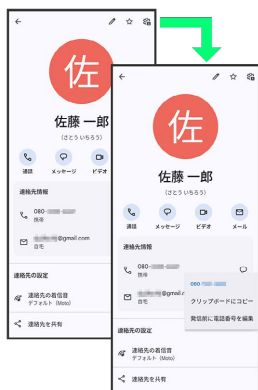 佐
佐藤 一郎
(さとう いちろう)
通話
メッセージ
ビデオ
連絡先情報
080-
携帯
@gmail.com
自宅
連絡先の設定
連絡先の着信音
デフォルト (Moto)
連絡先を共有
佐
佐藤 一郎
(さとう いちろう)
通話
メッセージ
ビデオ
メール
連絡先情報
080-
携帯
@gmail.c
自宅
080-
クリップボードにコピー
発信前に電話番号を編集
連絡先の設定
連絡先の着信音
デフォルト (Moto)
連絡先を共有